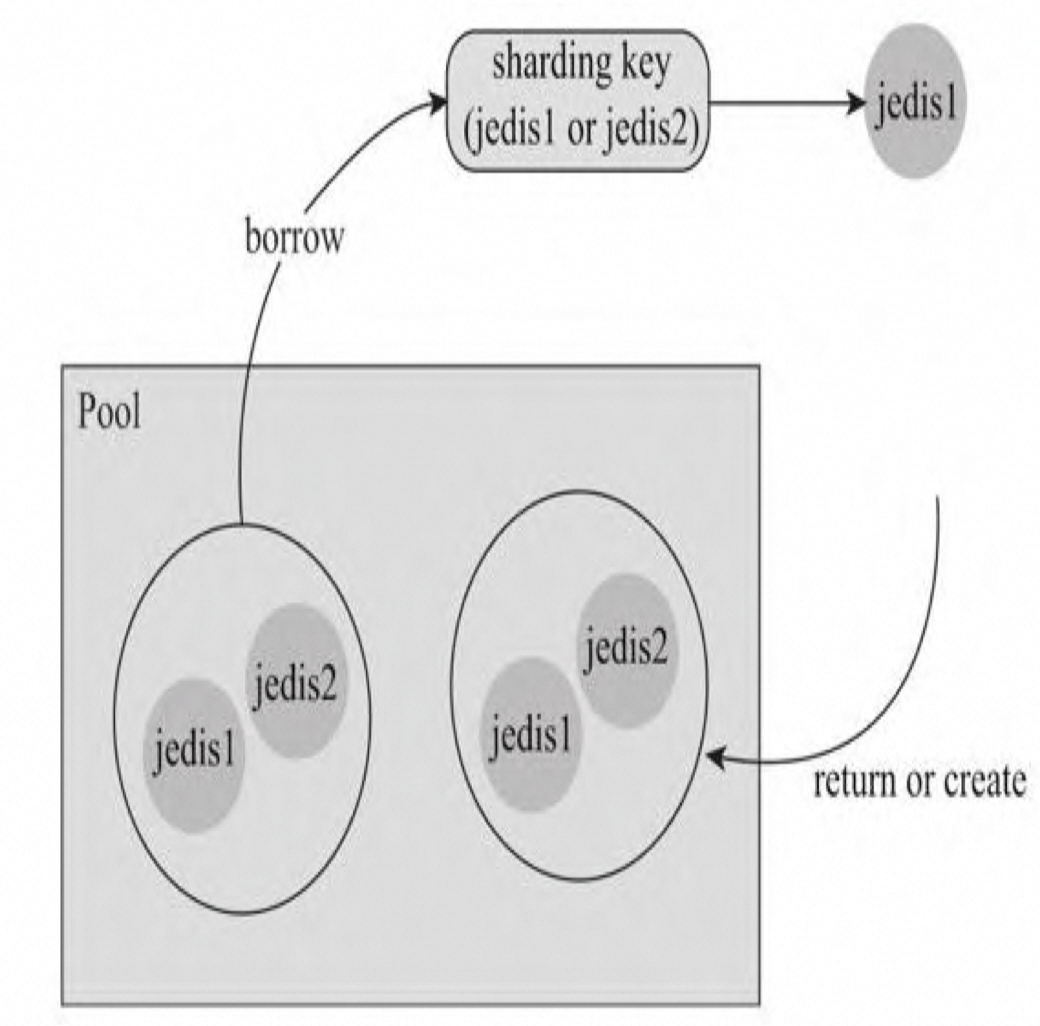 sharding key
(jedis1 or jedis2)
jedis1
borrow
Pool
jedis2
jedis1
jedis2
jedis1
return or create